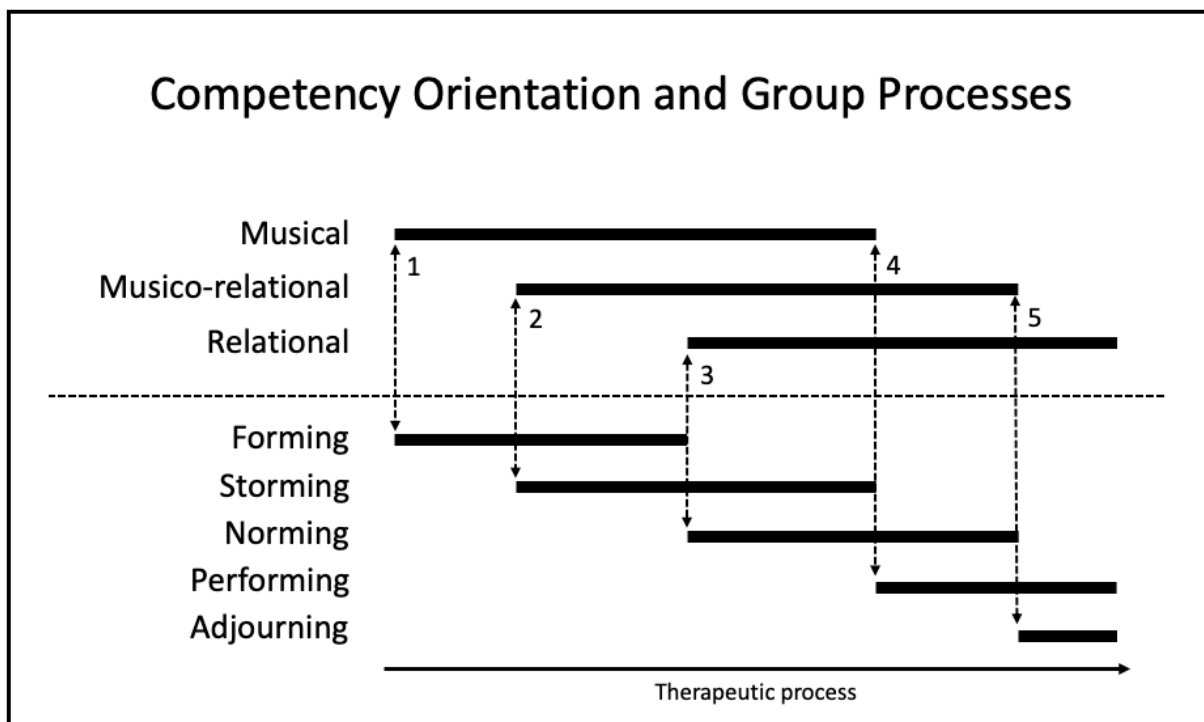 Competency Orientation and Group Processes
Musical
1
4
Musico-relational
2
5
Relational
3
Forming
Storming
Norming
Performing
Adjourning
Therapeutic process